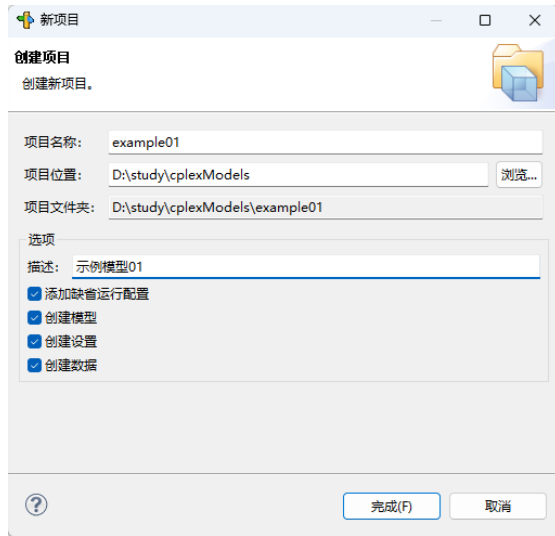 新项目
创建项目
创建新项目。
项目名称: example01
项目位置: D:\study\cplexModels 浏览...
项目文件夹: D:\study\cplexModels\example01
选项
描述: 示例模型01
添加缺省运行配置
创建模型
创建设置
创建数据
? 完成(F) 取消